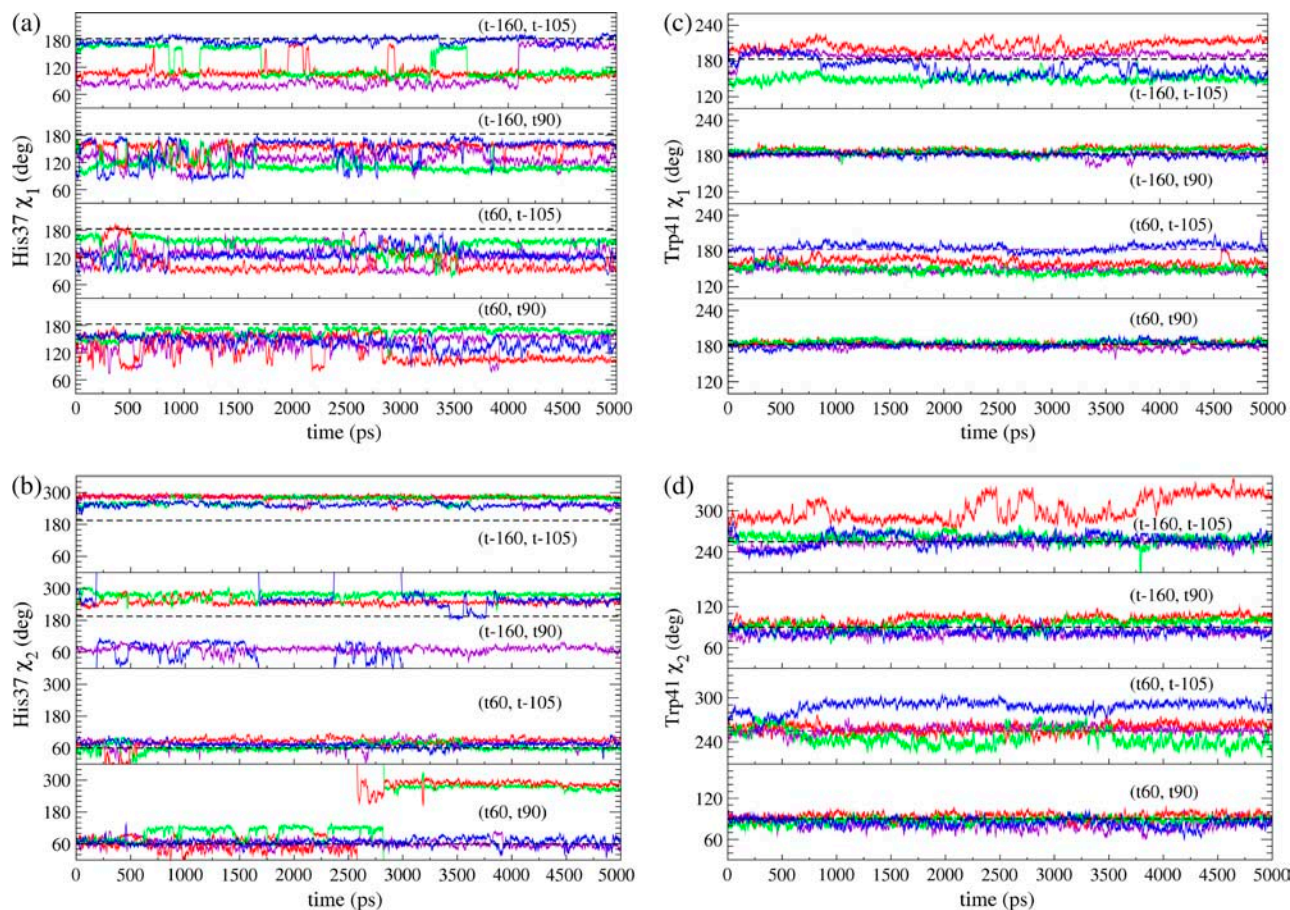 (a)
His37 χ1 (deg)
180
120
60
(t-160, t-105)
180
120
60
(t-160, t90)
180
120
60
(t60, t-105)
180
120
60
(t60, t90)
0 500 1000 1500 2000 2500 3000 3500 4000 4500 5000
time (ps)
(c)
Trp41 χ1 (deg)
240
180
120
(t-160, t-105)
240
180
120
(t-160, t90)
240
180
120
(t60, t-105)
240
180
120
(t60, t90)
0 500 1000 1500 2000 2500 3000 3500 4000 4500 5000
time (ps)
(b)
His37 χ2 (deg)
300
180
60
(t-160, t-105)
300
180
60
(t-160, t90)
300
180
60
(t60, t-105)
300
180
60
(t60, t90)
0 500 1000 1500 2000 2500 3000 3500 4000 4500 5000
time (ps)
(d)
Trp41 χ2 (deg)
300
240
(t-160, t-105)
120
60
(t-160, t90)
300
240
(t60, t-105)
120
60
(t60, t90)
0 500 1000 1500 2000 2500 3000 3500 4000 4500 5000
time (ps)